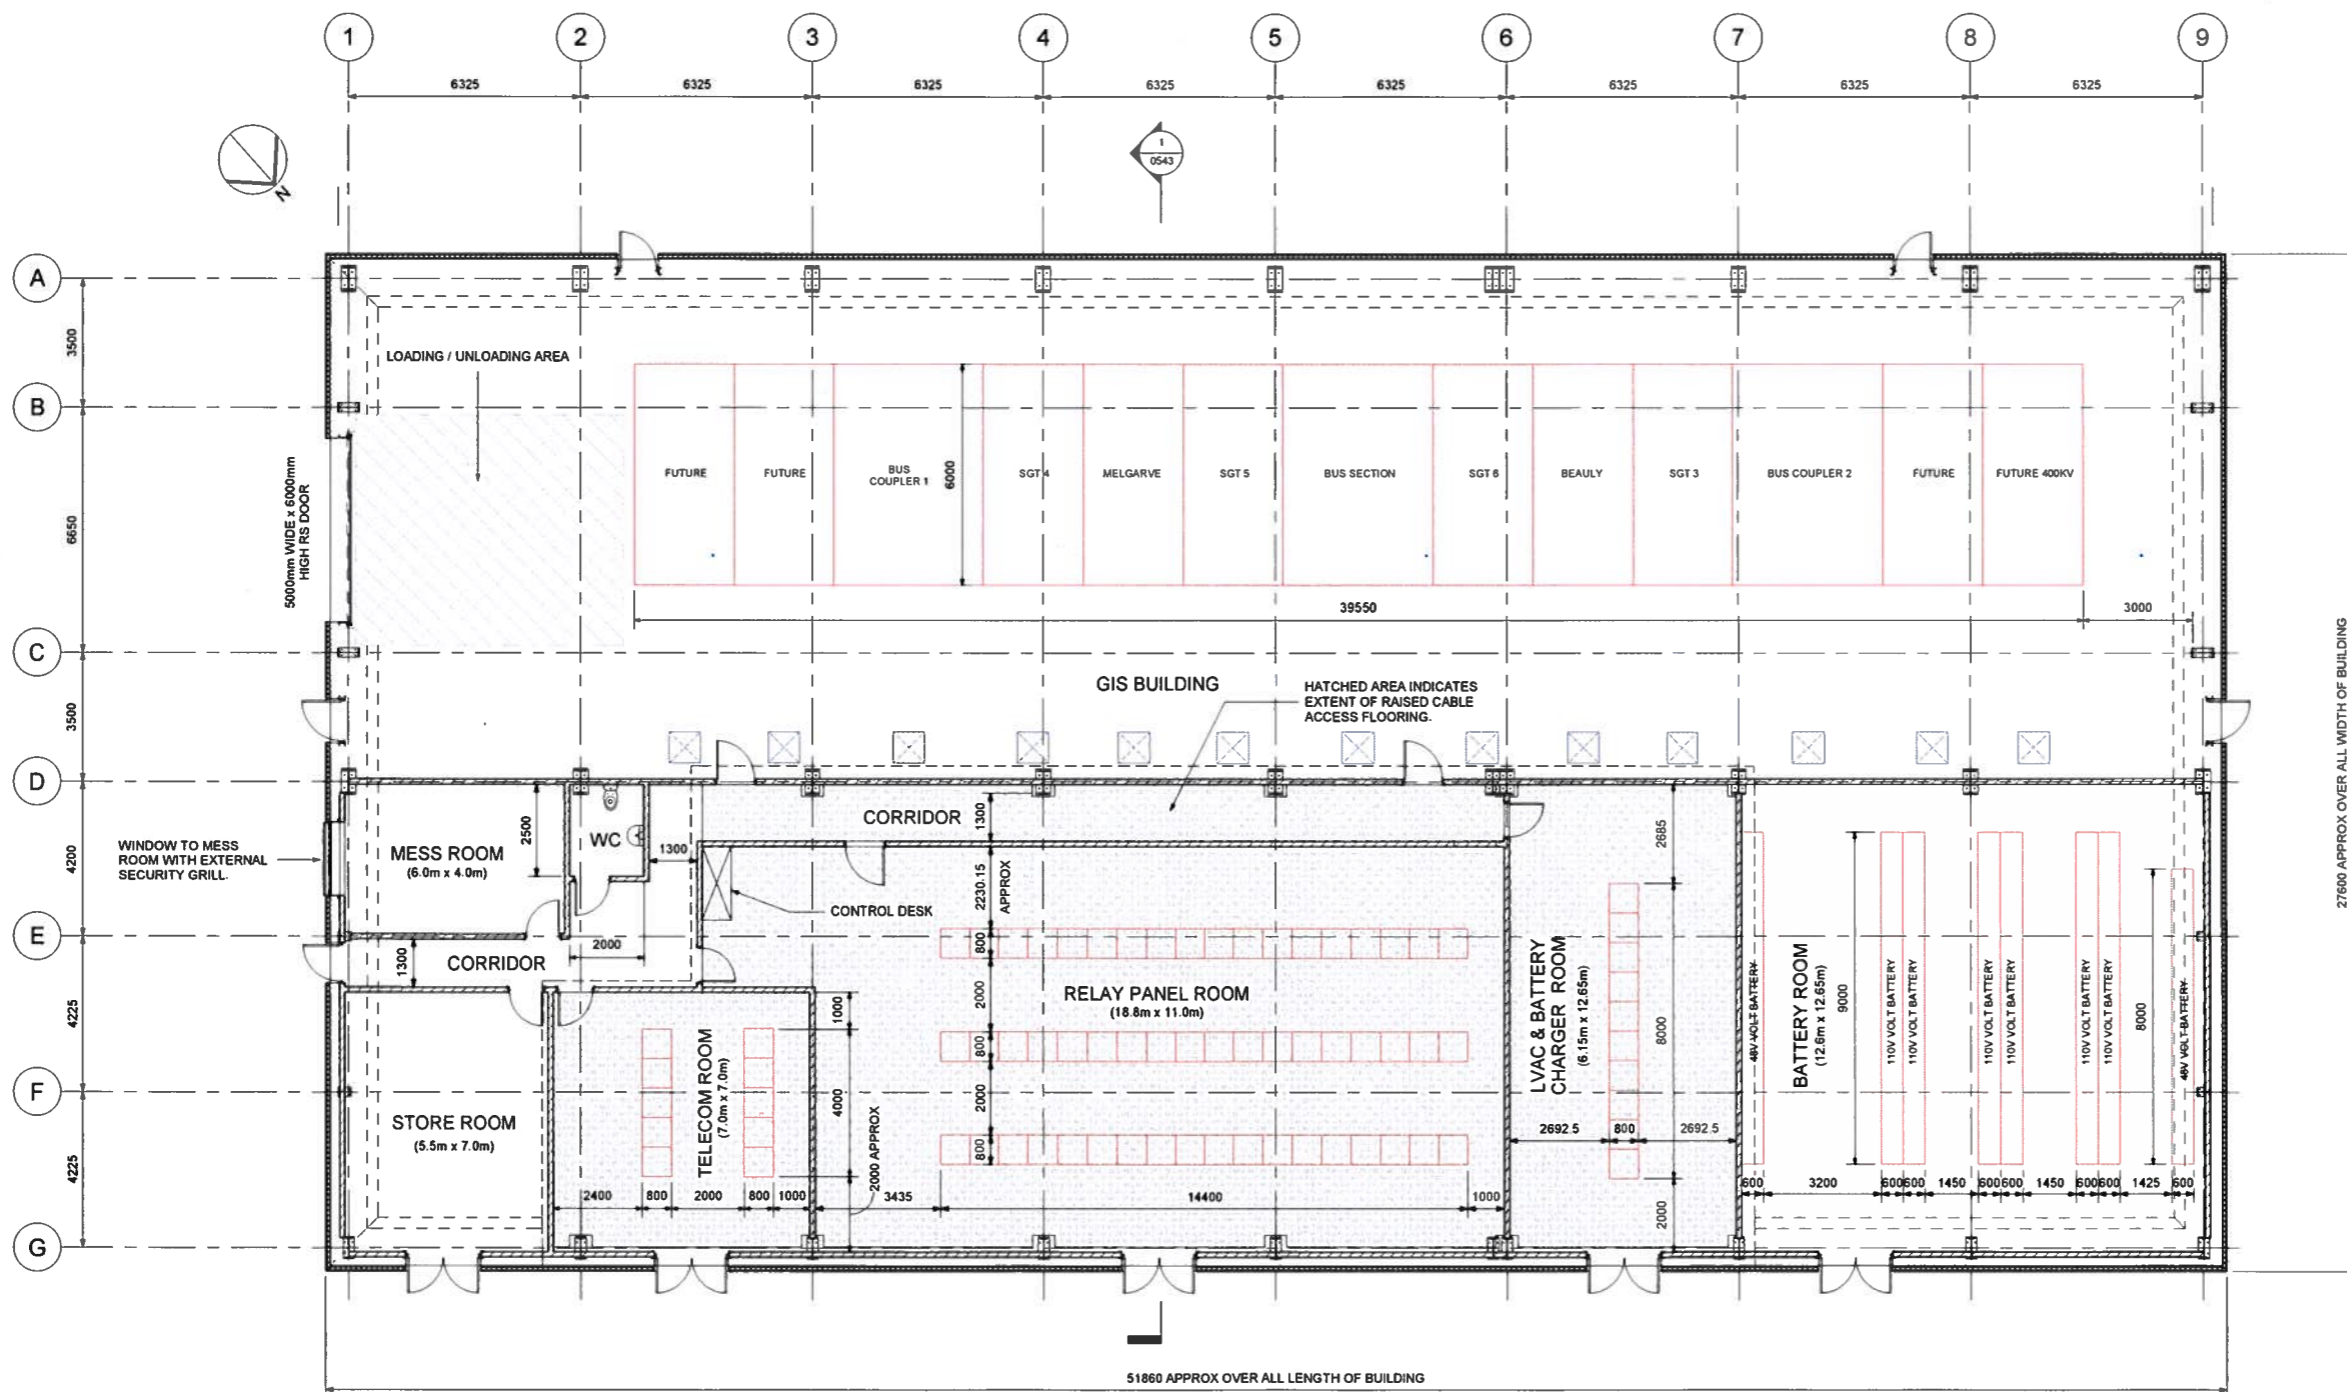 1 2 3 4 5 6 7 8 9
6325 6325 6325 6325 6325 6325 6325 6325
N
1
0543
A
B
C
D
E
F
G
3500
6650
3500
4200
4225
4225
LOADING / UNLOADING AREA
5000mm WIDE x 6000mm
HIGH RS DOOR
FUTURE
FUTURE
BUS
COUPLER 1
6000
SGT 4
MELGARVE
SGT 5
BUS SECTION
SGT 6
BEAULY
SGT 3
BUS COUPLER 2
FUTURE
FUTURE 400KV
39550
3000
GIS BUILDING
HATCHED AREA INDICATES
EXTENT OF RAISED CABLE
ACCESS FLOORING.
27600 APPROX OVER ALL WIDTH OF BUILDING
WINDOW TO MESS
ROOM WITH EXTERNAL
SECURITY GRILL.
MESS ROOM
(6.0m x 4.0m)
2500
WC
1300
2000
CORRIDOR
1300
CORRIDOR
1300
CONTROL DESK
2230.15
APPROX
800
2000
800
2000
800
RELAY PANEL ROOM
(18.8m x 11.0m)
STORE ROOM
(5.5m x 7.0m)
TELECOM ROOM
(7.0m x 7.0m)
1000
4000
2000 APPROX
2400
800
2000
800
1000
3435
14400
1000
LVAC & BATTERY
CHARGER ROOM
(6.15m x 12.65m)
2685
8000
2000
2692.5
800
2692.5
48V VOLT BATTERY
BATTERY ROOM
(12.6m x 12.65m)
9000
110V VOLT BATTERY
110V VOLT BATTERY
110V VOLT BATTERY
110V VOLT BATTERY
110V VOLT BATTERY
110V VOLT BATTERY
8000
48V VOLT BATTERY
600
3200
600
600
1450
600
600
1450
600
600
1425
600
51860 APPROX OVER ALL LENGTH OF BUILDING